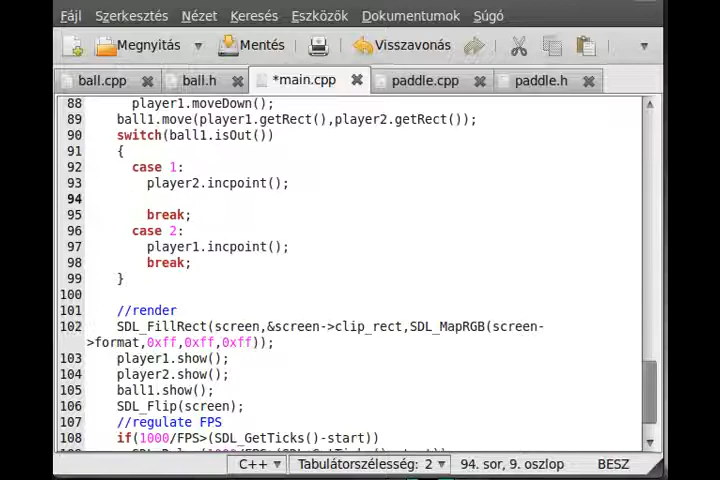 Fájl Szerkesztés Nézet Keresés Eszközök Dokumentumok Súgó
Megnyitás Mentés Visszavonás
ball.cpp ball.h *main.cpp paddle.cpp paddle.h
88 player1.moveDown();
89 ball1.move(player1.getRect(),player2.getRect());
90 switch(ball1.isOut())
91 {
92 case 1:
93 player2.incpoint();
94
95 break;
96 case 2:
97 player1.incpoint();
98 break;
99 }
100
101 //render
102 SDL_FillRect(screen,&screen->clip_rect,SDL_MapRGB(screen-
>format,0xff,0xff,0xff));
103 player1.show();
104 player2.show();
105 ball1.show();
106 SDL_Flip(screen);
107 //regulate FPS
108 if(1000/FPS>(SDL_GetTicks()-start))
C++ Tabulátorszélesség: 2 94. sor, 9. oszlop BESZ